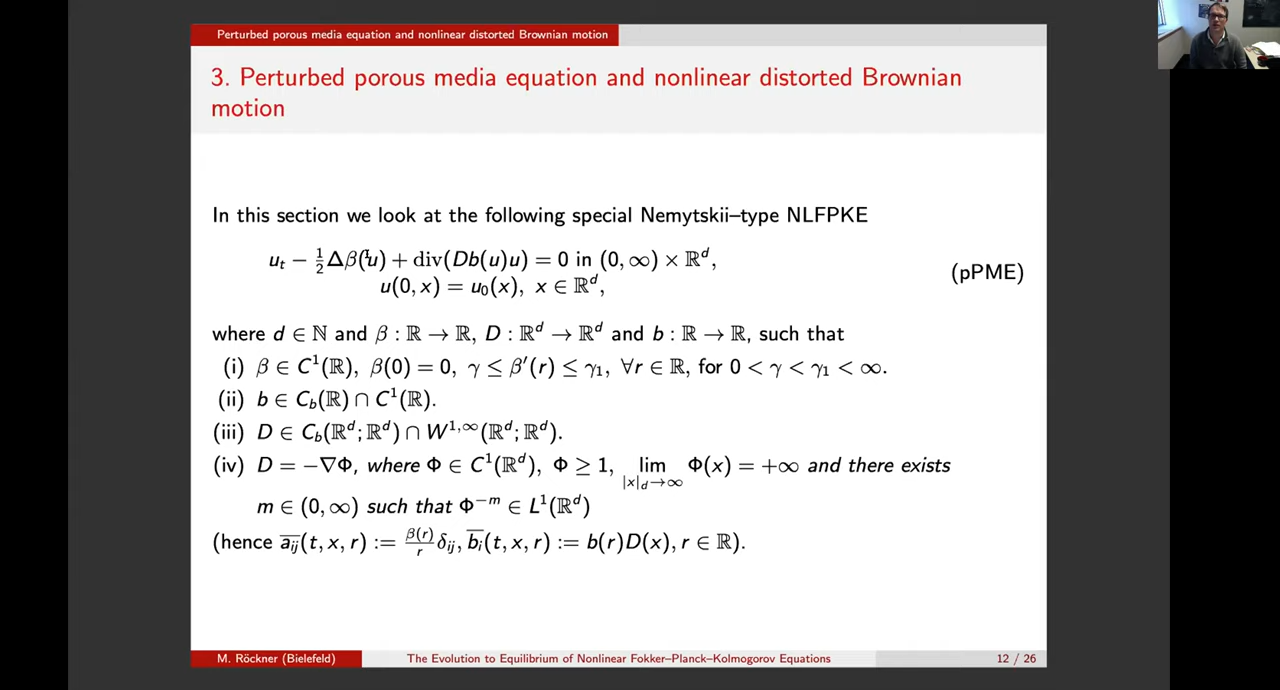 Perturbed porous media equation and nonlinear distorted Brownian motion
3. Perturbed porous media equation and nonlinear distorted Brownian
motion
In this section we look at the following special Nemytskii–type NLFPKE
u_t − ½Δβ(u) + div(Db(u)u) = 0 in (0, ∞) × ℝ^d,
u(0, x) = u_0(x), x ∈ ℝ^d,
(pPME)
where d ∈ ℕ and β : ℝ → ℝ, D : ℝ^d → ℝ^d and b : ℝ → ℝ, such that
(i) β ∈ C^1(ℝ), β(0) = 0, γ ≤ β′(r) ≤ γ_1, ∀r ∈ ℝ, for 0 < γ < γ_1 < ∞.
(ii) b ∈ C_b(ℝ) ∩ C^1(ℝ).
(iii) D ∈ C_b(ℝ^d; ℝ^d) ∩ W^{1,∞}(ℝ^d; ℝ^d).
(iv) D = −∇Φ, where Φ ∈ C^1(ℝ^d), Φ ≥ 1, lim_{|x|_d→∞} Φ(x) = +∞ and there exists
m ∈ (0, ∞) such that Φ^{−m} ∈ L^1(ℝ^d)
(hence \overline{a_{ij}}(t, x, r) := \frac{β(r)}{r} δ_{ij}, \overline{b_i}(t, x, r) := b(r)D(x), r ∈ ℝ).
M. Röckner (Bielefeld)
The Evolution to Equilibrium of Nonlinear Fokker–Planck–Kolmogorov Equations
12 / 26